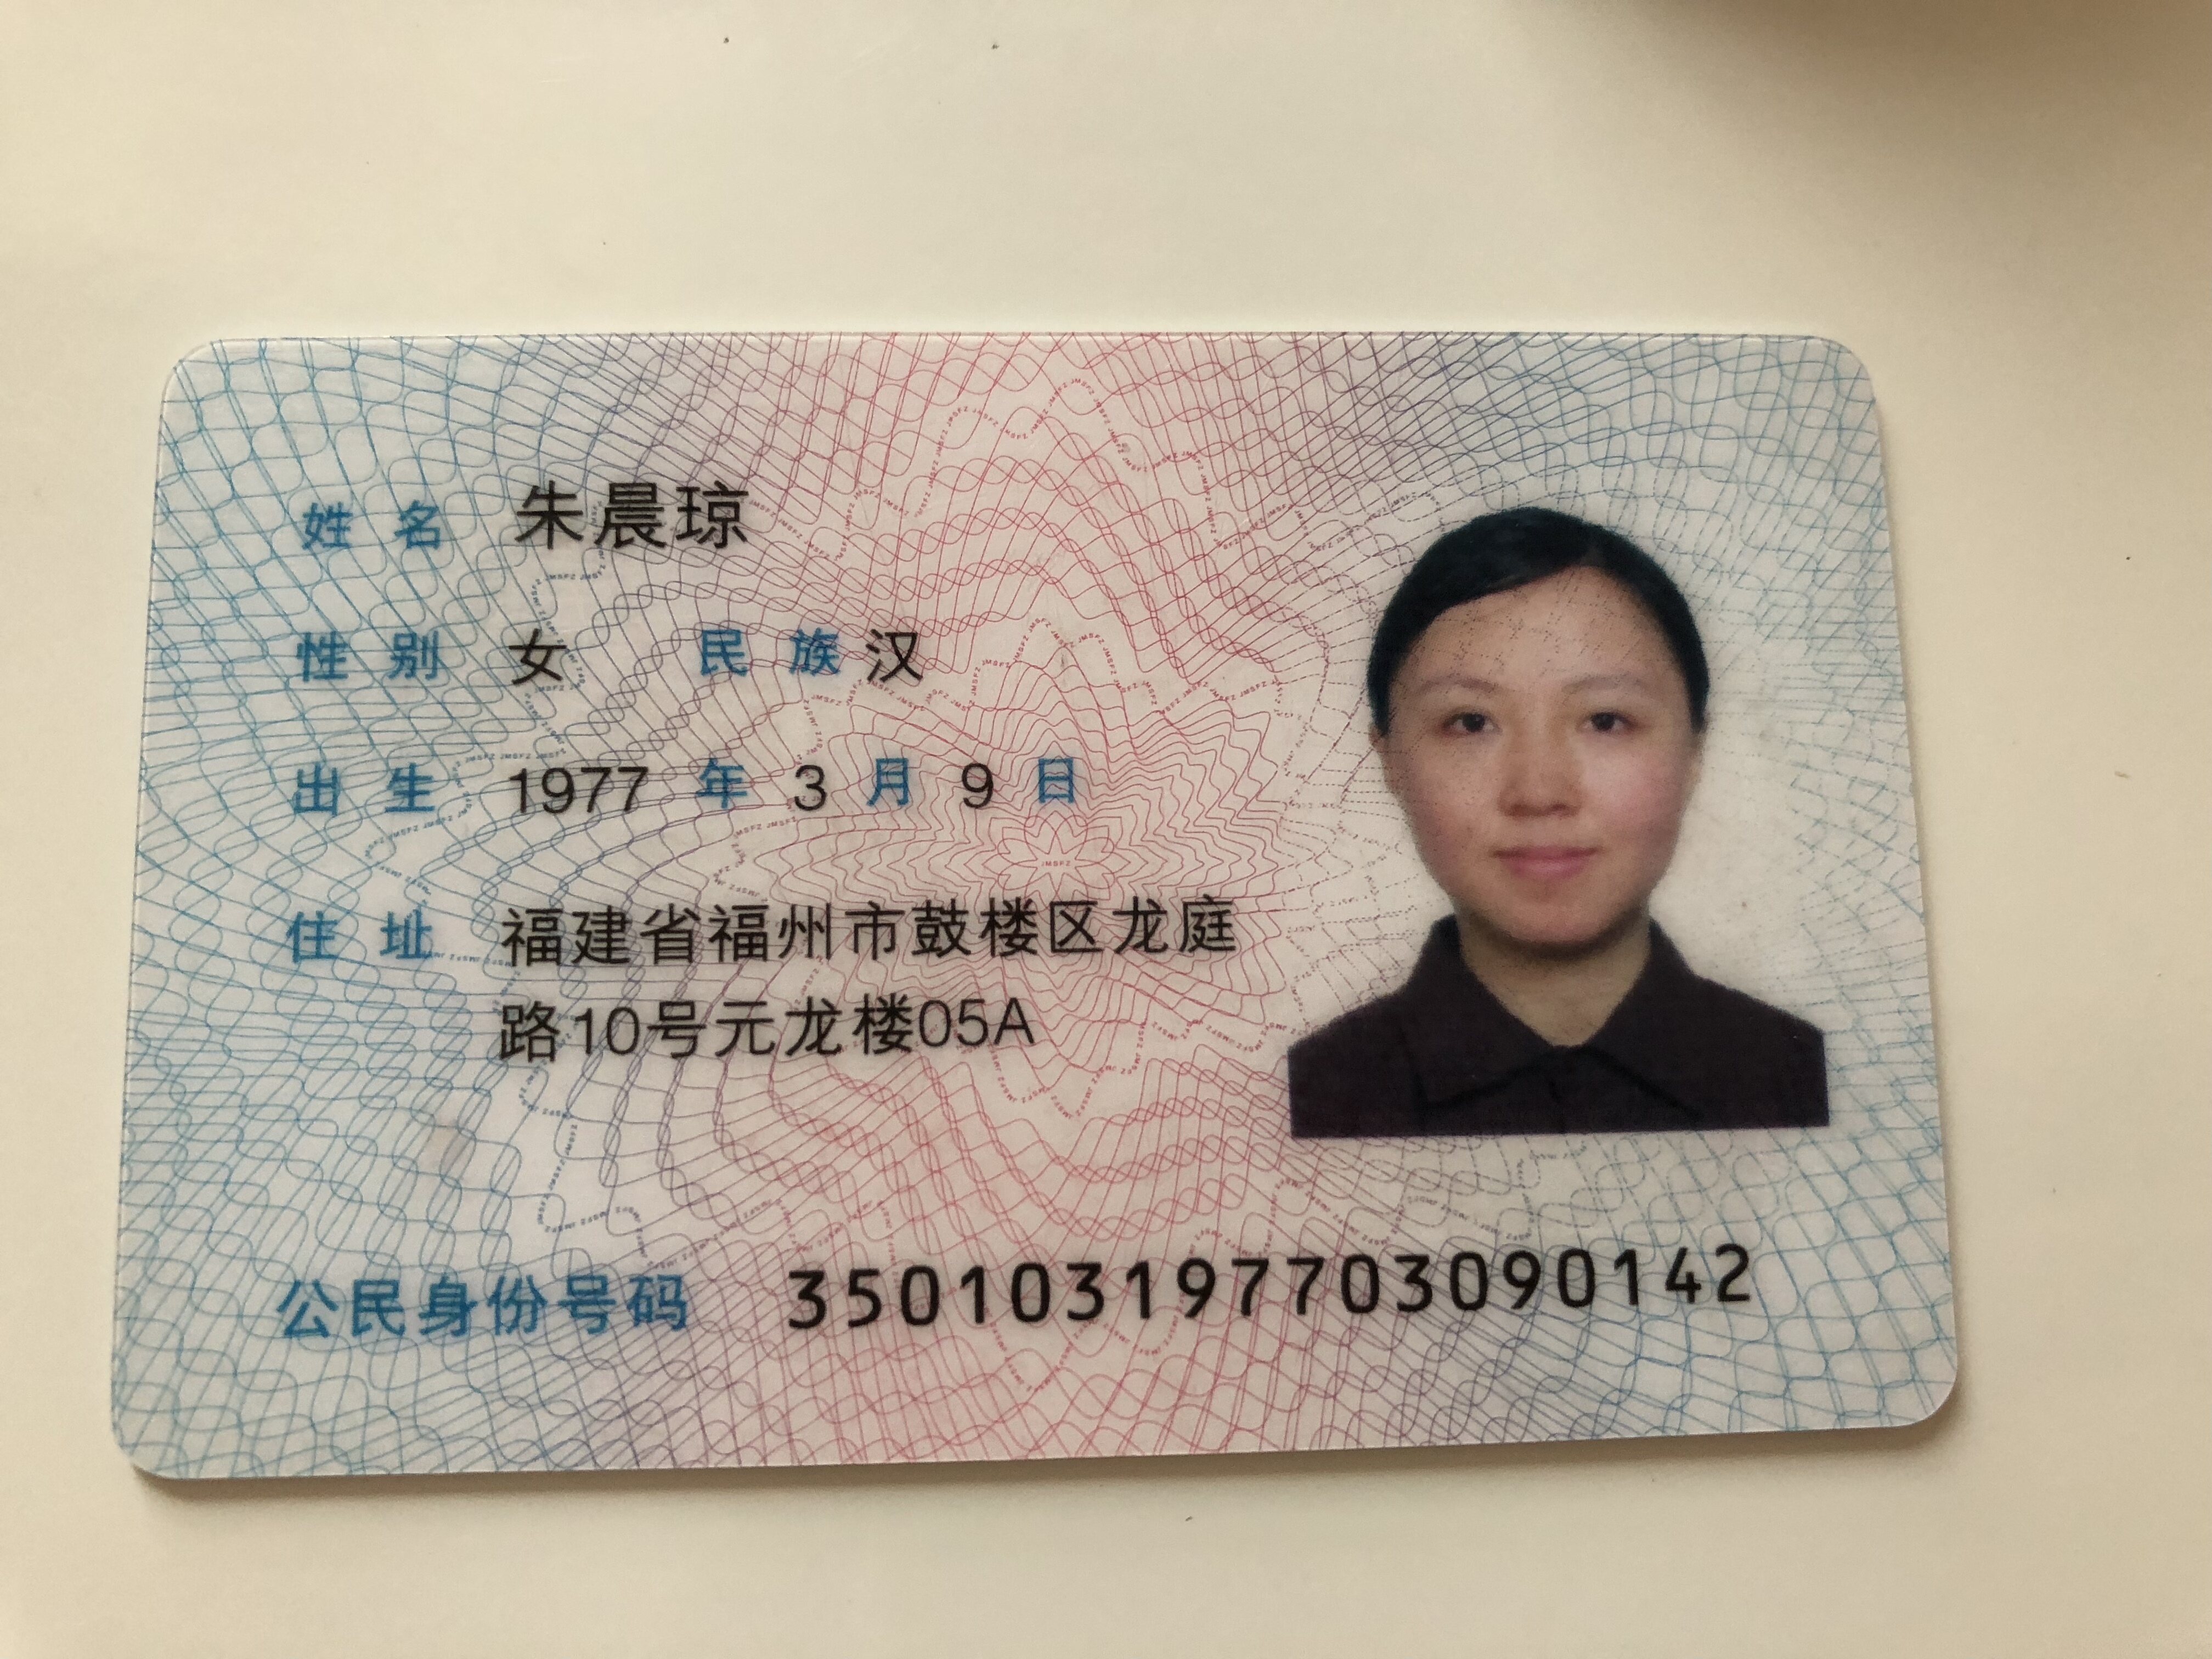 姓名 朱晨琼
性别 女 民族 汉
出生 1977 年 3 月 9 日
住址 福建省福州市鼓楼区龙庭
路10号元龙楼05A
公民身份号码 350103197703090142